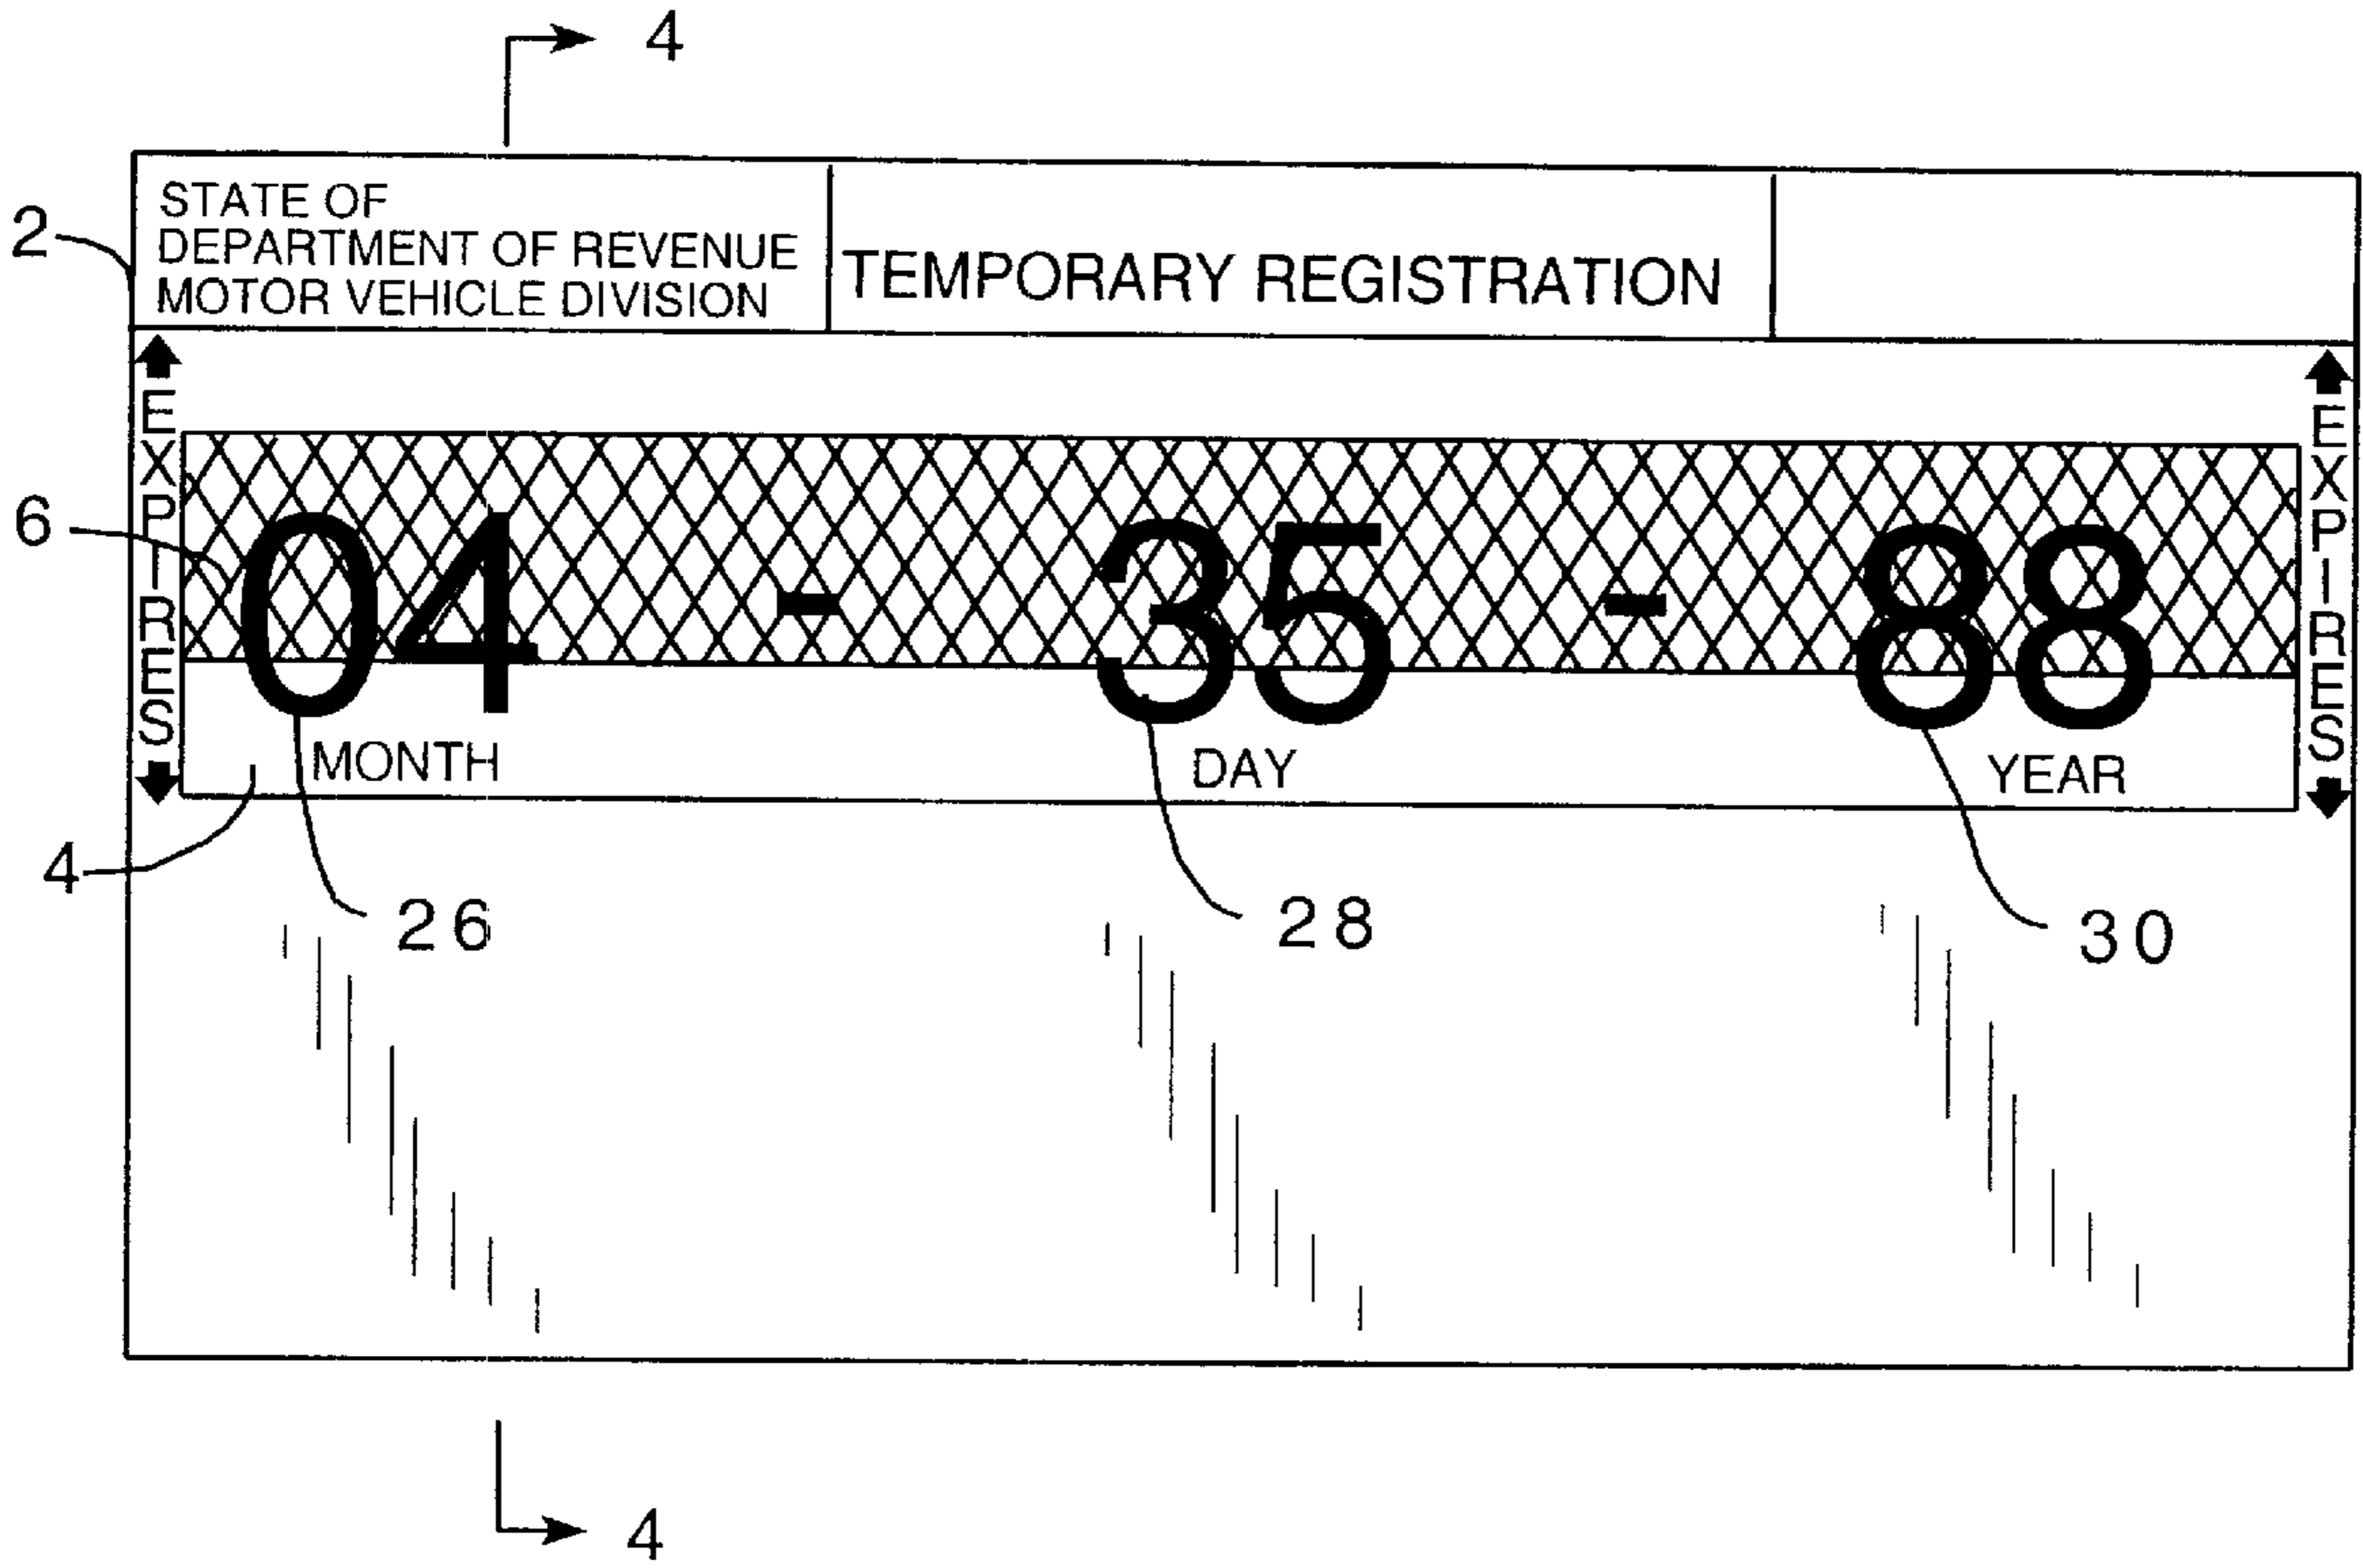 4
STATE OF
DEPARTMENT OF REVENUE
MOTOR VEHICLE DIVISION
TEMPORARY REGISTRATION
2
EXPIRES
EXPIRES
6
04 - 35 - 88
MONTH DAY YEAR
4
26 28 30
4